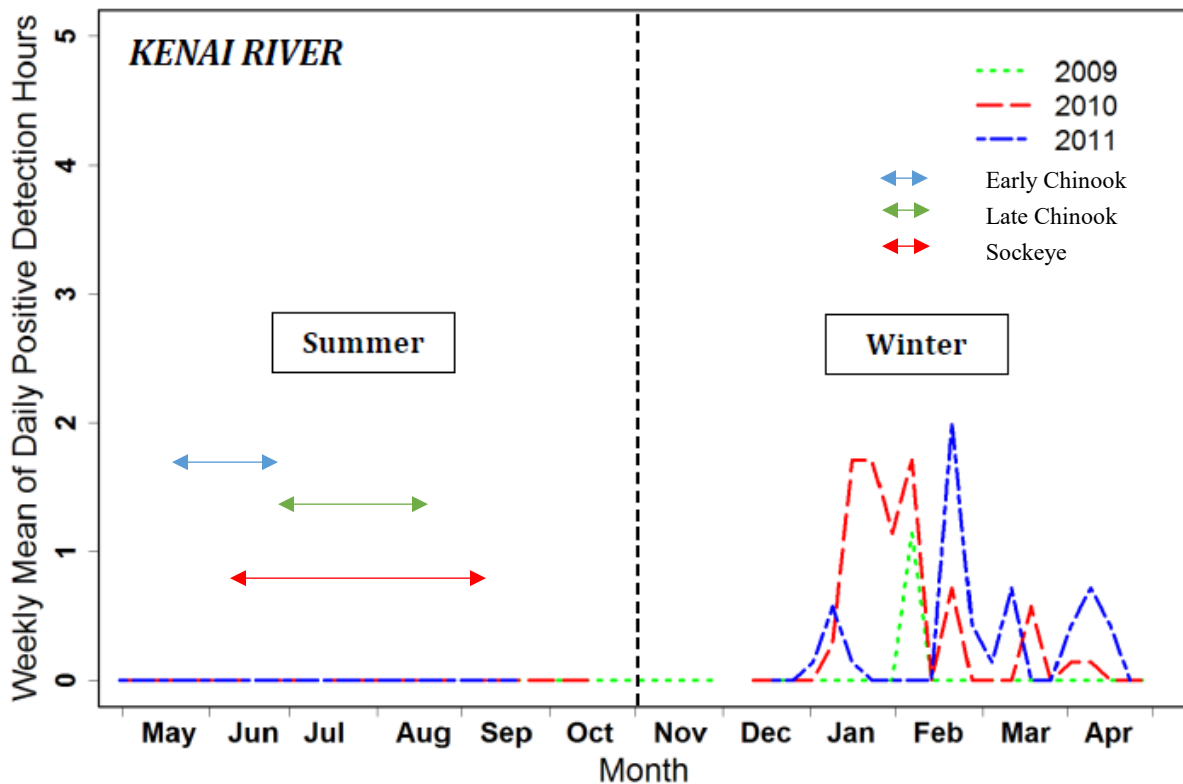 KENAI RIVER
2009
2010
2011
Early Chinook
Late Chinook
Sockeye
Summer
Winter
Weekly Mean of Daily Positive Detection Hours
5
4
3
2
1
0
May Jun Jul Aug Sep Oct Nov Dec Jan Feb Mar Apr
Month